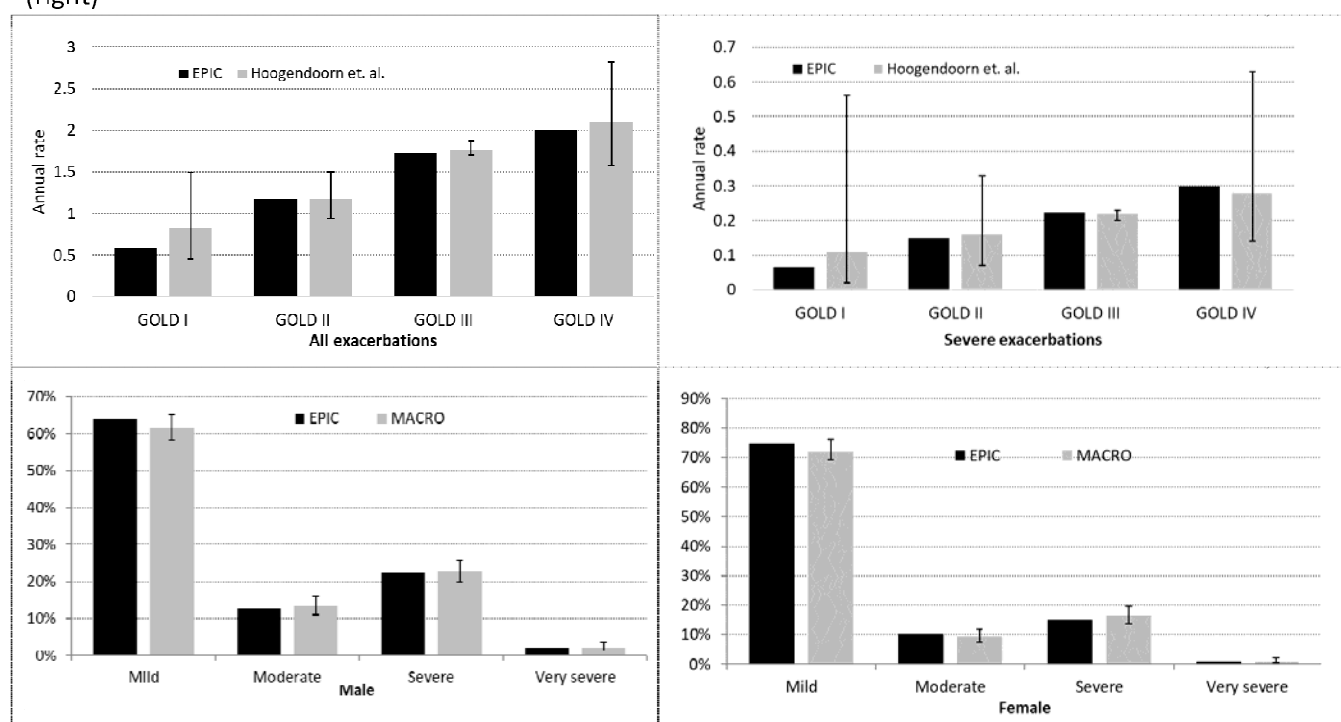 (right)
3
2.5
2
1.5
1
0.5
0
Annual rate
EPIC Hoogendoorn et. al.
GOLD I GOLD II GOLD III GOLD IV
All exacerbations
0.7
0.6
0.5
0.4
0.3
0.2
0.1
0
Annual rate
EPIC Hoogendoorn et. al.
GOLD I GOLD II GOLD III GOLD IV
Severe exacerbations
70%
60%
50%
40%
30%
20%
10%
0%
EPIC MACRO
Mild Moderate Severe Very severe
Male
90%
80%
70%
60%
50%
40%
30%
20%
10%
0%
EPIC MACRO
Mild Moderate Severe Very severe
Female